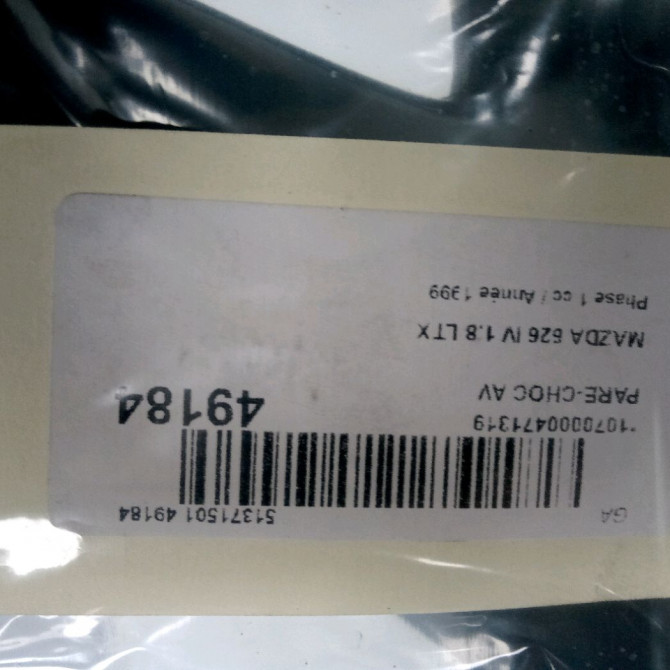 GA 51371501 49184
*1070000471319
PARE-CHOC AV 49184
MAZDA 626 IV 1.8 LTX
Phase 1 cc / Année 1999